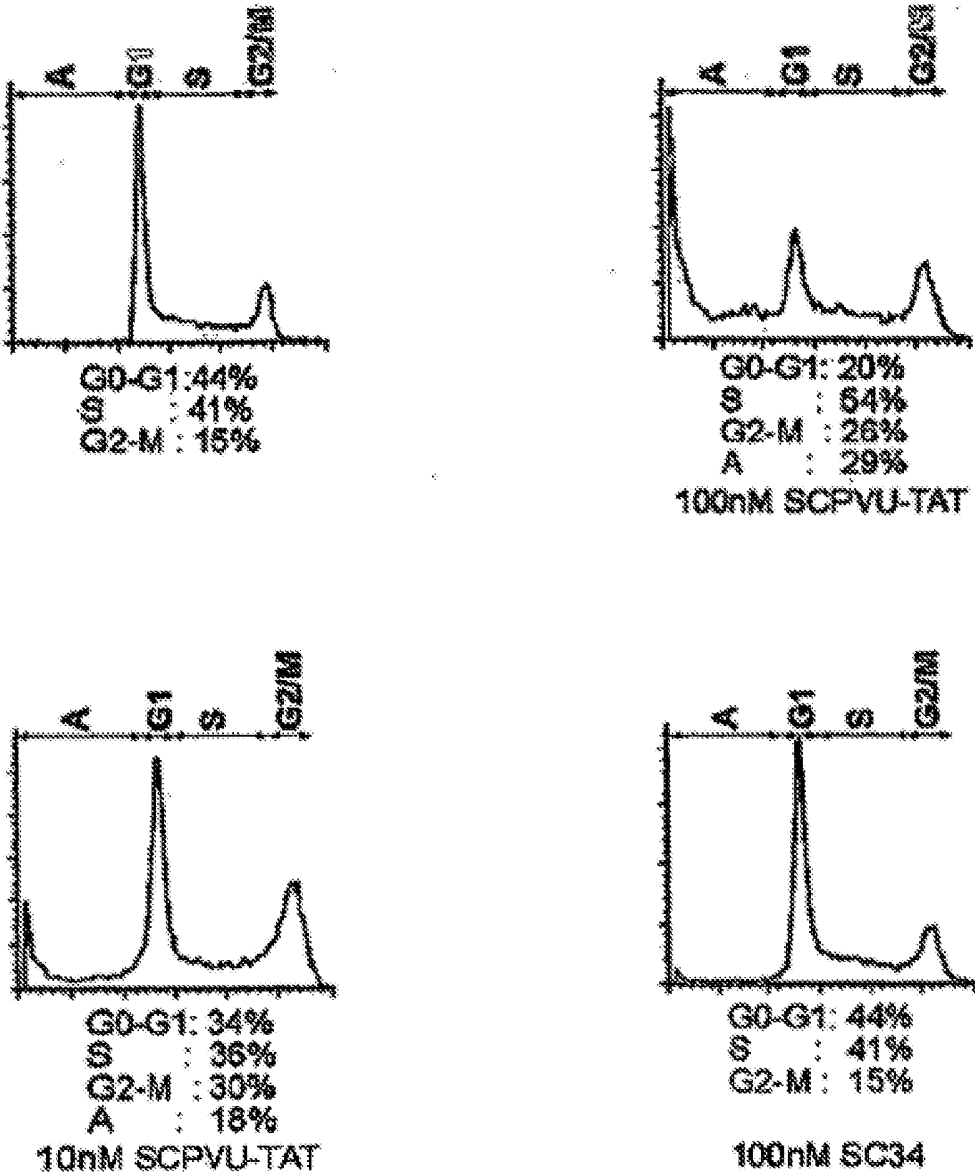 A G1 S G2/M
G0-G1:44%
S : 41%
G2-M : 15%
A G1 S G2/M
G0-G1: 20%
S : 54%
G2-M : 26%
A : 29%
100nM SCPVU-TAT
A G1 S G2/M
G0-G1: 34%
S : 36%
G2-M : 30%
A : 18%
10nM SCPVU-TAT
A G1 S G2/M
G0-G1: 44%
S : 41%
G2-M : 15%
100nM SC34